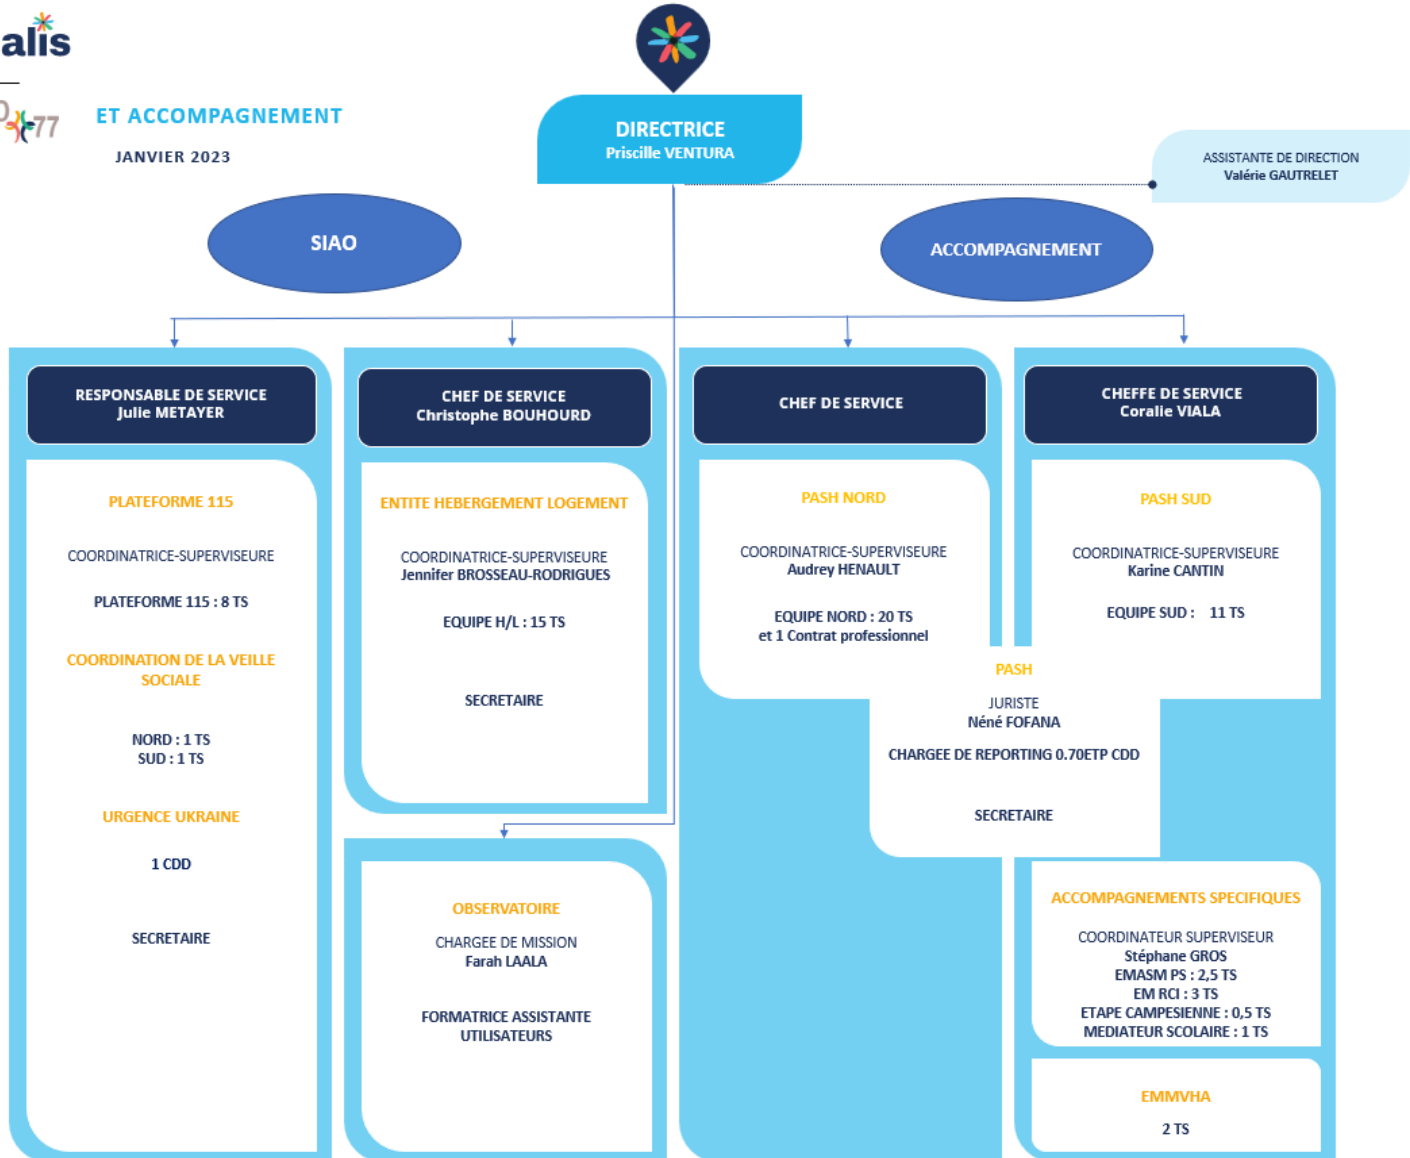 alis
77
ET ACCOMPAGNEMENT
JANVIER 2023
DIRECTRICE
Priscille VENTURA
ASSISTANTE DE DIRECTION
Valérie GAUTRELET
SIAO
ACCOMPAGNEMENT
RESPONSABLE DE SERVICE
Julie METAYER
PLATEFORME 115
COORDINATRICE-SUPERVISEURE
PLATEFORME 115 : 8 TS
COORDINATION DE LA VEILLE
SOCIALE
NORD : 1 TS
SUD : 1 TS
URGENCE UKRAINE
1 CDD
SECRETAIRE
CHEF DE SERVICE
Christophe BOUHOURD
ENTITE HEBERGEMENT LOGEMENT
COORDINATRICE-SUPERVISEURE
Jennifer BROSSEAU-RODRIGUES
EQUIPE H/L : 15 TS
SECRETAIRE
OBSERVATOIRE
CHARGEE DE MISSION
Farah LAALA
FORMATRICE ASSISTANTE
UTILISATEURS
CHEF DE SERVICE
PASH NORD
COORDINATRICE-SUPERVISEURE
Audrey HENAULT
EQUIPE NORD : 20 TS
et 1 Contrat professionnel
CHEFFE DE SERVICE
Coralie VIALA
PASH SUD
COORDINATRICE-SUPERVISEURE
Karine CANTIN
EQUIPE SUD : 11 TS
PASH
JURISTE
Néné FOFANA
CHARGEE DE REPORTING 0.70ETP CDD
SECRETAIRE
ACCOMPAGNEMENTS SPECIFIQUES
COORDINATEUR SUPERVISEUR
Stéphane GROS
EMASM PS : 2,5 TS
EM RCI : 3 TS
ETAPE CAMPESIENNE : 0,5 TS
MEDIATEUR SCOLAIRE : 1 TS
EMMVHA
2 TS